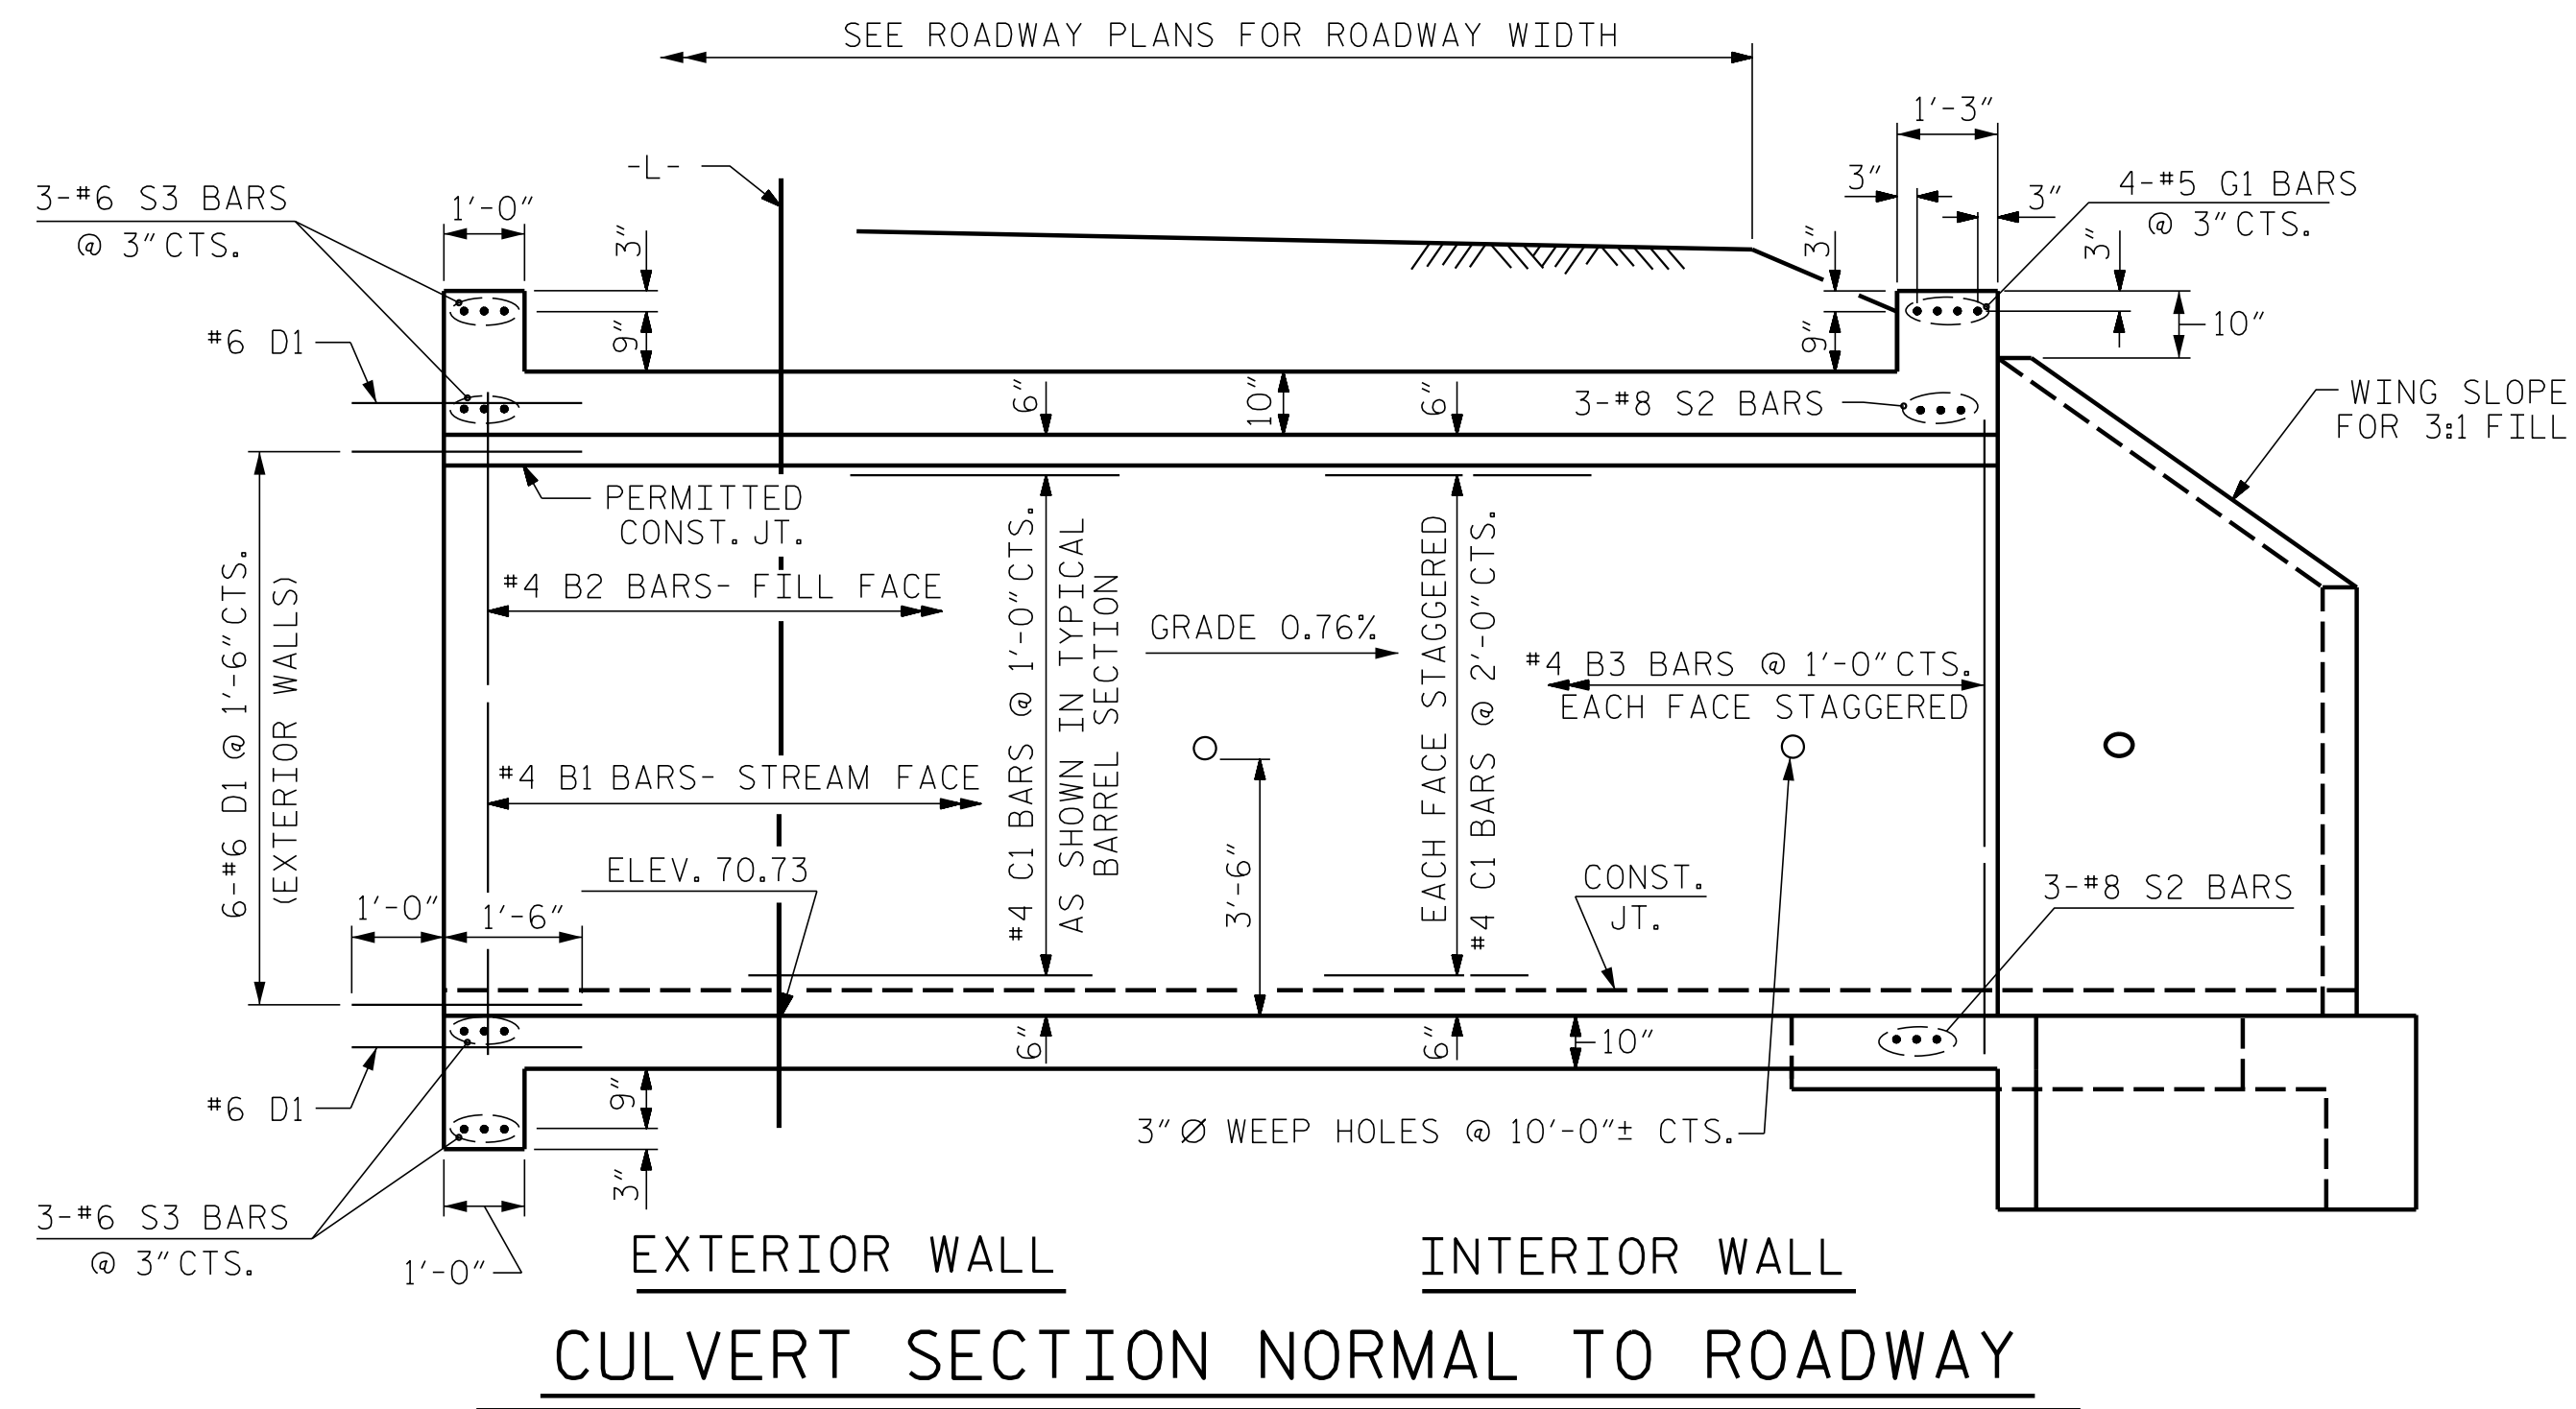 SEE ROADWAY PLANS FOR ROADWAY WIDTH
1'-3"
-L-
3"
3"
4-#5 G1 BARS
@ 3"CTS.
3-#6 S3 BARS
@ 3"CTS.
1'-0"
3"
3"
3"
#6 D1
9"
9"
10"
6"
10"
6"
3-#8 S2 BARS
WING SLOPE
FOR 3:1 FILL
PERMITTED
CONST. JT.
#4 B2 BARS- FILL FACE
6-#6 D1 @ 1'-6"CTS.
(EXTERIOR WALLS)
#4 C1 BARS @ 1'-0"CTS.
AS SHOWN IN TYPICAL
BARREL SECTION
GRADE 0.76%
EACH FACE STAGGERED
#4 C1 BARS @ 2'-0"CTS.
#4 B3 BARS @ 1'-0"CTS.
EACH FACE STAGGERED
#4 B1 BARS- STREAM FACE
ELEV. 70.73
3'-6"
CONST.
JT.
3-#8 S2 BARS
1'-0"
1'-6"
6"
6"
10"
#6 D1
9"
3"Ø WEEP HOLES @ 10'-0"± CTS.
3"
3-#6 S3 BARS
@ 3"CTS.
1'-0"
EXTERIOR WALL
INTERIOR WALL
CULVERT SECTION NORMAL TO ROADWAY